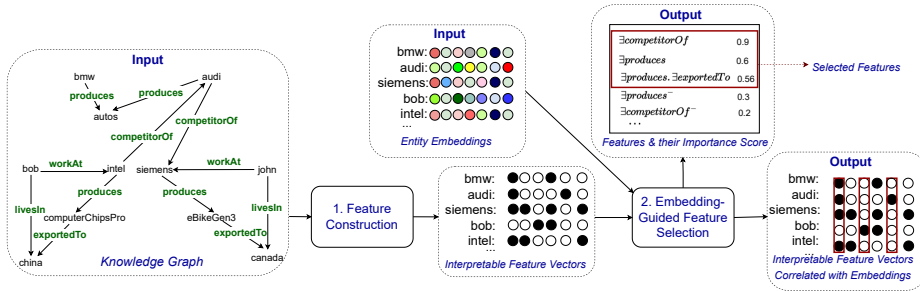 Input
bmw
audi
produces
produces
autos
competitorOf
competitorOf
bob
workAt
intel
siemens
workAt
john
produces
produces
livesIn
computerChipsPro
eBikeGen3
livesIn
exportedTo
exportedTo
china
Knowledge Graph
canada
1. Feature
Construction
Input
bmw:
audi:
siemens:
bob:
intel:
...
Entity Embeddings
bmw:
audi:
siemens:
bob:
intel:
...
Interpretable Feature Vectors
2. Embedding-
Guided Feature
Selection
Output
∃competitorOf 0.9
∃produces 0.6
∃produces.∃exportedTo 0.56
∃produces⁻ 0.3
∃competitorOf⁻ 0.2
...
Features & their Importance Score
Selected Features
Output
bmw:
audi:
siemens:
bob:
intel:
...
Interpretable Feature Vectors
Correlated with Embeddings